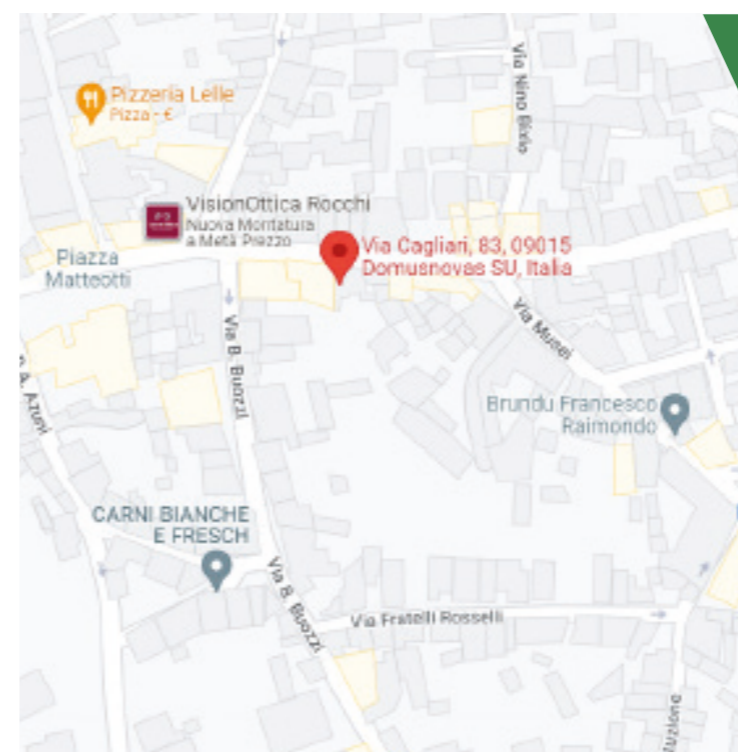 Pizzeria Lelle
Pizza - €
Via Nino Bixio
VisionOttica Rocchi
Nuova Montatura
a Metà Prezzo
Via Cagliari, 83, 09015
Domusnovas SU, Italia
Piazza
Matteotti
Via B. Buozzi
Via Musei
Azuni
Brundu Francesco
Raimondo
CARNI BIANCHE
E FRESCH
Via B. Buozzi
Via Fratelli Rosselli